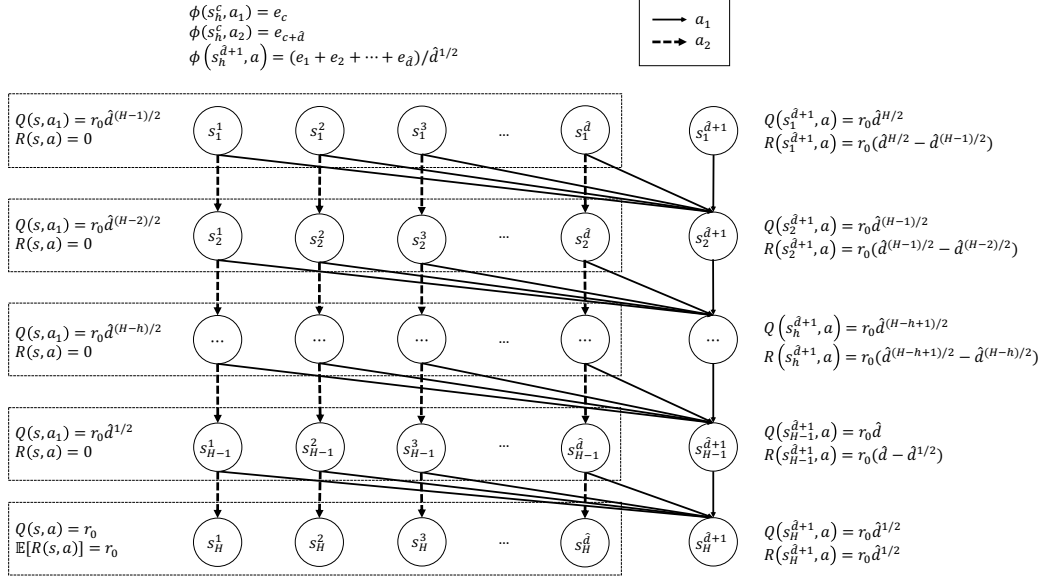 ϕ(s_h^c, a_1) = e_c
ϕ(s_h^c, a_2) = e_{c+d̂}
ϕ(s_h^{d̂+1}, a) = (e_1 + e_2 + ⋯ + e_{d̂})/d̂^{1/2}
a_1
a_2
Q(s, a_1) = r_0 d̂^{(H−1)/2}
R(s, a) = 0
s_1^1 s_1^2 s_1^3 ... s_1^{d̂} s_1^{d̂+1}
Q(s_1^{d̂+1}, a) = r_0 d̂^{H/2}
R(s_1^{d̂+1}, a) = r_0(d̂^{H/2} − d̂^{(H−1)/2})
Q(s, a_1) = r_0 d̂^{(H−2)/2}
R(s, a) = 0
s_2^1 s_2^2 s_2^3 ... s_2^{d̂} s_2^{d̂+1}
Q(s_2^{d̂+1}, a) = r_0 d̂^{(H−1)/2}
R(s_2^{d̂+1}, a) = r_0(d̂^{(H−1)/2} − d̂^{(H−2)/2})
Q(s, a_1) = r_0 d̂^{(H−h)/2}
R(s, a) = 0
... ... ... ... ... ...
Q(s_h^{d̂+1}, a) = r_0 d̂^{(H−h+1)/2}
R(s_h^{d̂+1}, a) = r_0(d̂^{(H−h+1)/2} − d̂^{(H−h)/2})
Q(s, a_1) = r_0 d̂^{1/2}
R(s, a) = 0
s_{H−1}^1 s_{H−1}^2 s_{H−1}^3 ... s_{H−1}^{d̂} s_{H−1}^{d̂+1}
Q(s_{H−1}^{d̂+1}, a) = r_0 d̂
R(s_{H−1}^{d̂+1}, a) = r_0(d̂ − d̂^{1/2})
Q(s, a) = r_0
𝔼[R(s, a)] = r_0
s_H^1 s_H^2 s_H^3 ... s_H^{d̂} s_H^{d̂+1}
Q(s_H^{d̂+1}, a) = r_0 d̂^{1/2}
R(s_H^{d̂+1}, a) = r_0 d̂^{1/2}